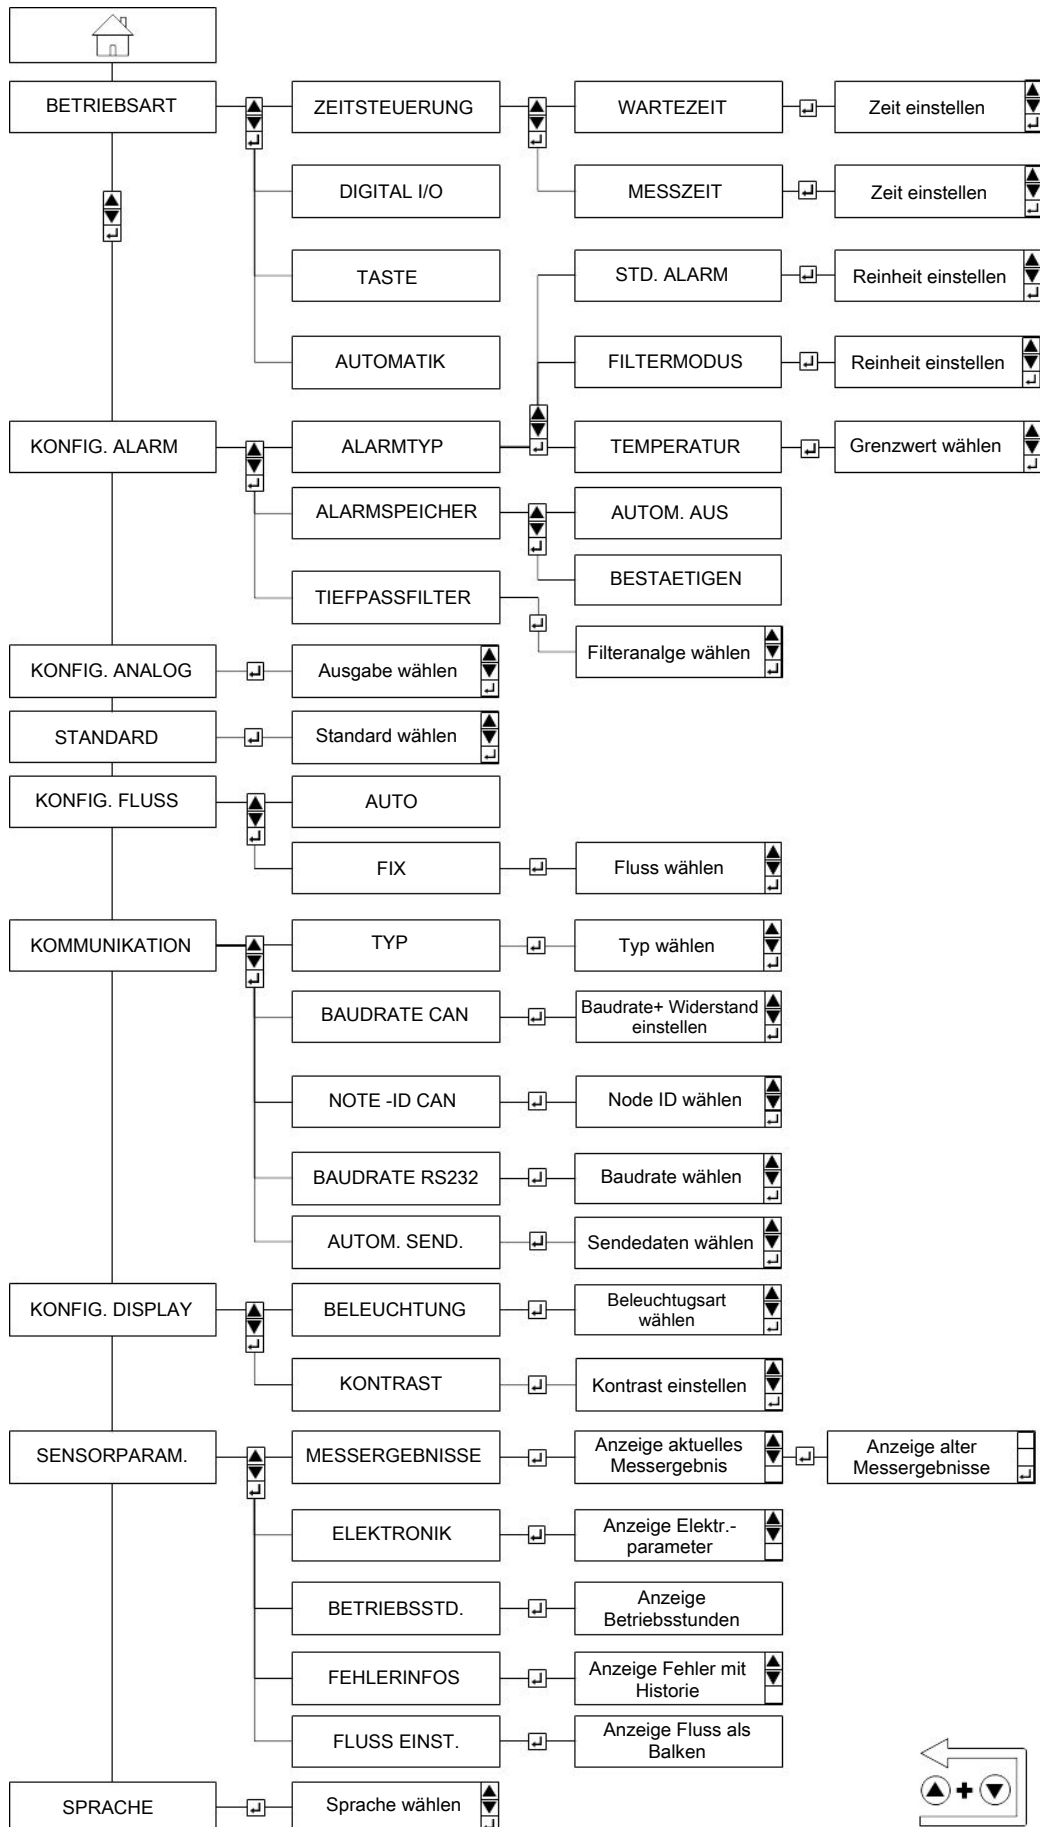 BETRIEBSART
ZEITSTEUERUNG
WARTEZEIT
Zeit einstellen
MESSZEIT
Zeit einstellen
DIGITAL I/O
TASTE
AUTOMATIK
KONFIG. ALARM
ALARMTYP
STD. ALARM
Reinheit einstellen
FILTERMODUS
Reinheit einstellen
TEMPERATUR
Grenzwert wählen
ALARMSPEICHER
AUTOM. AUS
BESTAETIGEN
TIEFPASSFILTER
Filteranalge wählen
KONFIG. ANALOG
Ausgabe wählen
STANDARD
Standard wählen
KONFIG. FLUSS
AUTO
FIX
Fluss wählen
KOMMUNIKATION
TYP
Typ wählen
BAUDRATE CAN
Baudrate+ Widerstand
einstellen
NOTE -ID CAN
Node ID wählen
BAUDRATE RS232
Baudrate wählen
AUTOM. SEND.
Sendedaten wählen
KONFIG. DISPLAY
BELEUCHTUNG
Beleuchtugsart
wählen
KONTRAST
Kontrast einstellen
SENSORPARAM.
MESSERGEBNISSE
Anzeige aktuelles
Messergebnis
Anzeige alter
Messergebnisse
ELEKTRONIK
Anzeige Elektr.-
parameter
BETRIEBSSTD.
Anzeige
Betriebsstunden
FEHLERINFOS
Anzeige Fehler mit
Historie
FLUSS EINST.
Anzeige Fluss als
Balken
SPRACHE
Sprache wählen
+